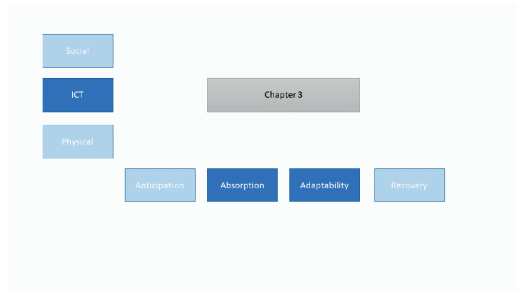 Social
ICT
Chapter 3
Physical
Anticipation
Absorption
Adaptability
Recovery